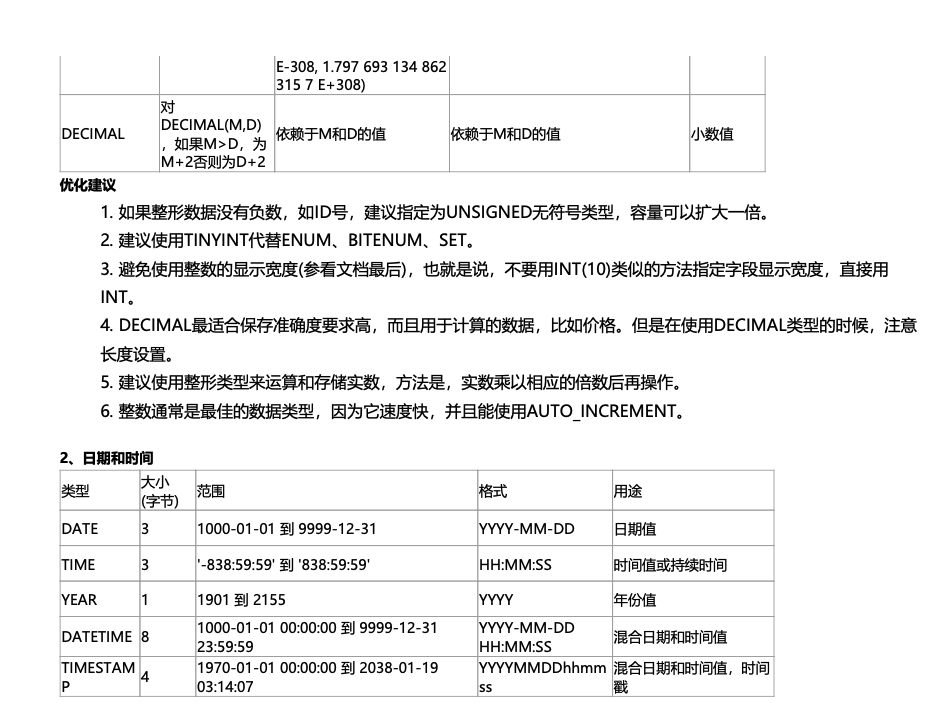 E-308, 1.797 693 134 862
315 7 E+308)
DECIMAL
对
DECIMAL(M,D)
，如果M>D，为
M+2否则为D+2
依赖于M和D的值
依赖于M和D的值
小数值
优化建议
1. 如果整形数据没有负数，如ID号，建议指定为UNSIGNED无符号类型，容量可以扩大一倍。
2. 建议使用TINYINT代替ENUM、BITENUM、SET。
3. 避免使用整数的显示宽度(参看文档最后)，也就是说，不要用INT(10)类似的方法指定字段显示宽度，直接用
INT。
4. DECIMAL最适合保存准确度要求高，而且用于计算的数据，比如价格。但是在使用DECIMAL类型的时候，注意
长度设置。
5. 建议使用整形类型来运算和存储实数，方法是，实数乘以相应的倍数后再操作。
6. 整数通常是最佳的数据类型，因为它速度快，并且能使用AUTO_INCREMENT。
2、日期和时间
类型
大小
(字节)
范围
格式
用途
DATE
3
1000-01-01 到 9999-12-31
YYYY-MM-DD
日期值
TIME
3
'-838:59:59' 到 '838:59:59'
HH:MM:SS
时间值或持续时间
YEAR
1
1901 到 2155
YYYY
年份值
DATETIME
8
1000-01-01 00:00:00 到 9999-12-31
23:59:59
YYYY-MM-DD
HH:MM:SS
混合日期和时间值
TIMESTAM
P
4
1970-01-01 00:00:00 到 2038-01-19
03:14:07
YYYYMMDDhhmm
ss
混合日期和时间值，时间
戳